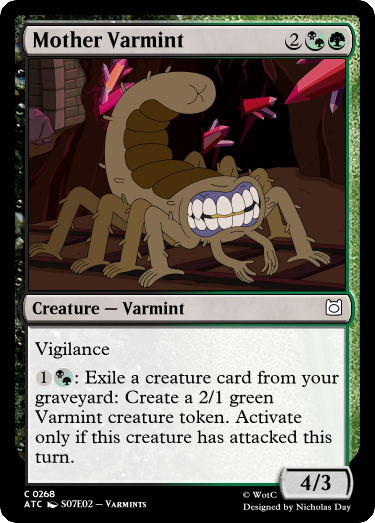 Mother Varmint 2
Creature — Varmint
Vigilance
1 : Exile a creature card from your
graveyard: Create a 2/1 green
Varmint creature token. Activate
only if this creature has attacked this
turn.
4/3
C 0268
ATC S07E02 – VARMINTS
© WotC
Designed by Nicholas Day